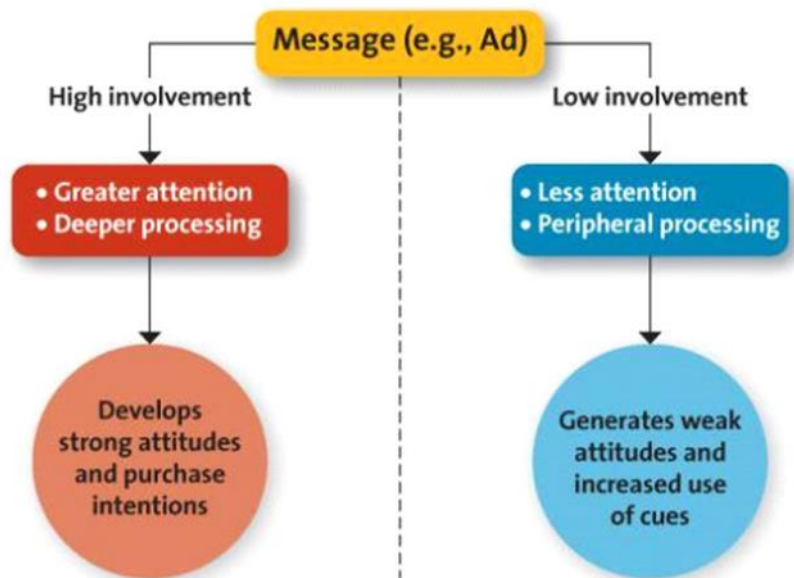 Message (e.g., Ad)
High involvement
Low involvement
• Greater attention
• Deeper processing
• Less attention
• Peripheral processing
Develops
strong attitudes
and purchase
intentions
Generates weak
attitudes and
increased use
of cues